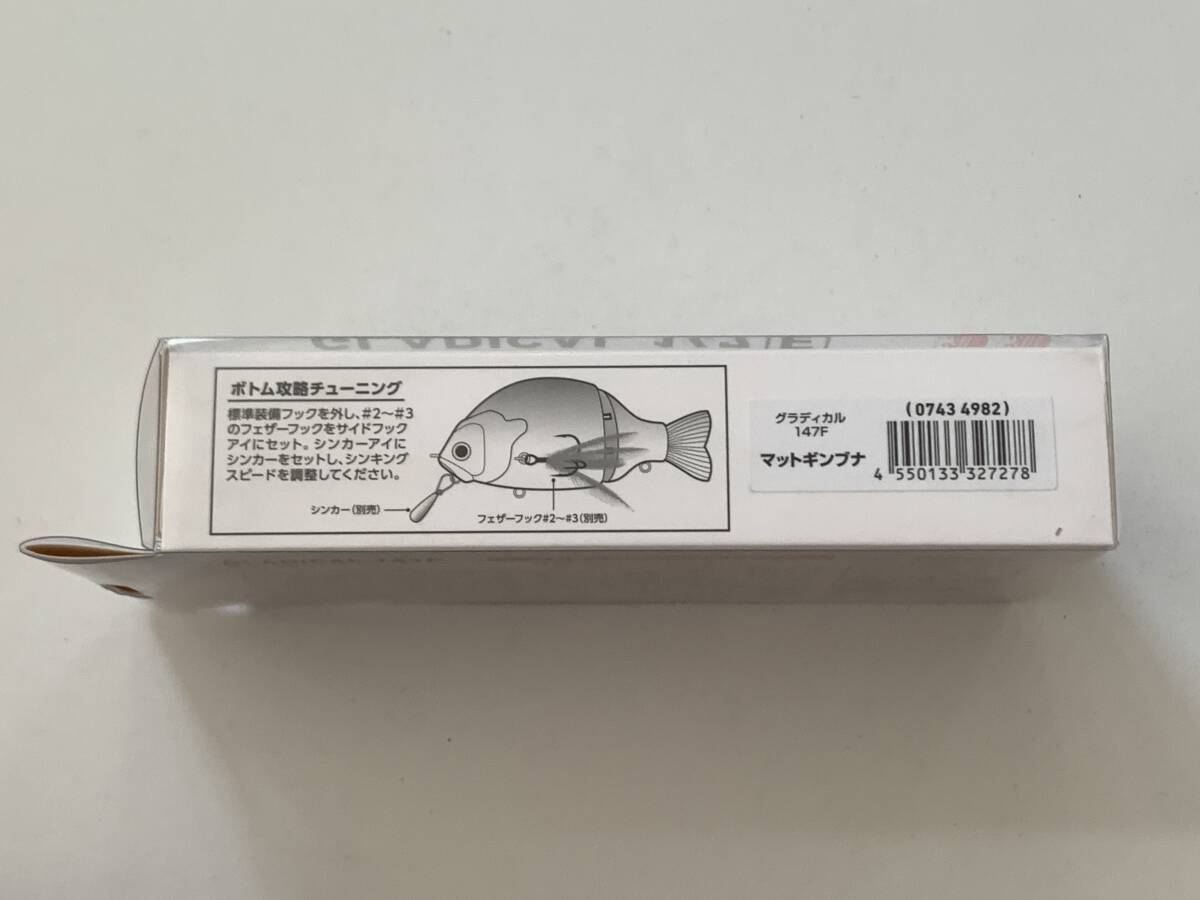 GLADICAL 147(F)
ボトム攻略チューニング
標準装備フックを外し、#2〜#3
のフェザーフックをサイドフック
アイにセット。シンカーアイに
シンカーをセットし、シンキング
スピードを調整してください。
シンカー(別売)
フェザーフック#2〜#3(別売)
グラディカル
147F
マットギンブナ
(0743 4982)
4 550133 327278
GLADICAL 147F